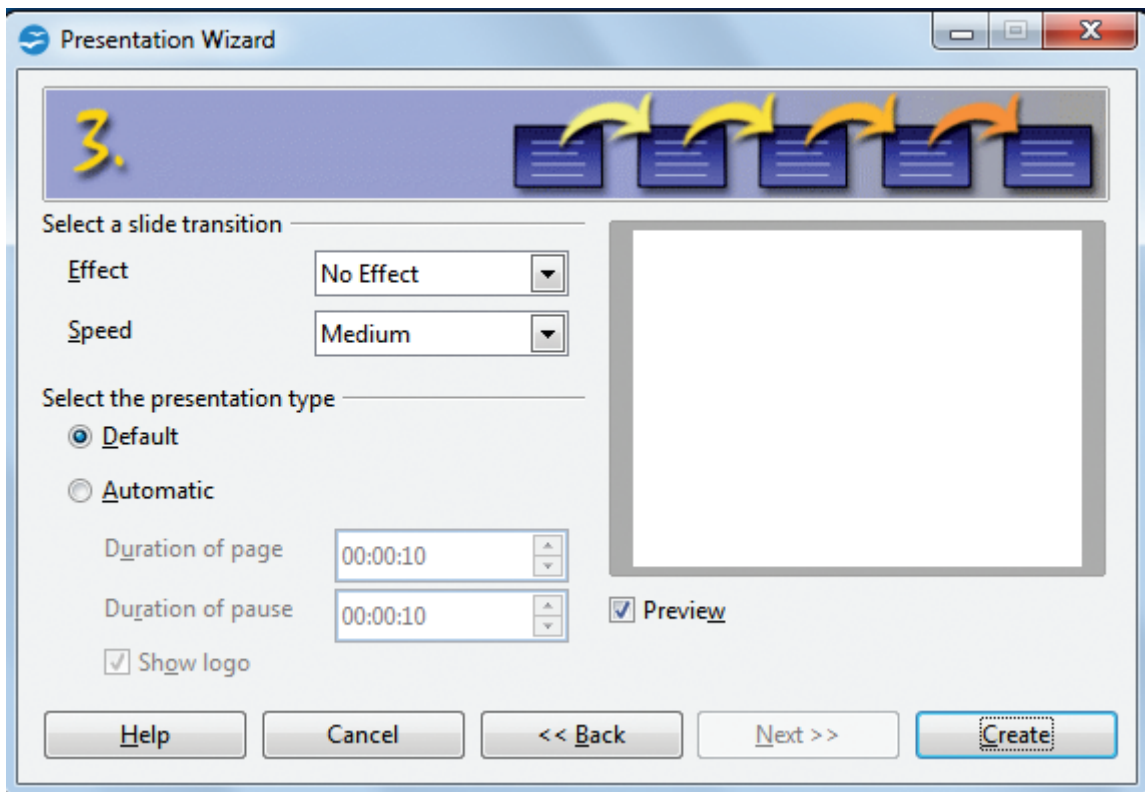 Presentation Wizard
3.
Select a slide transition
Effect No Effect
Speed Medium
Select the presentation type
Default
Automatic
Duration of page 00:00:10
Duration of pause 00:00:10
Preview
Show logo
Help Cancel << Back Next >> Create